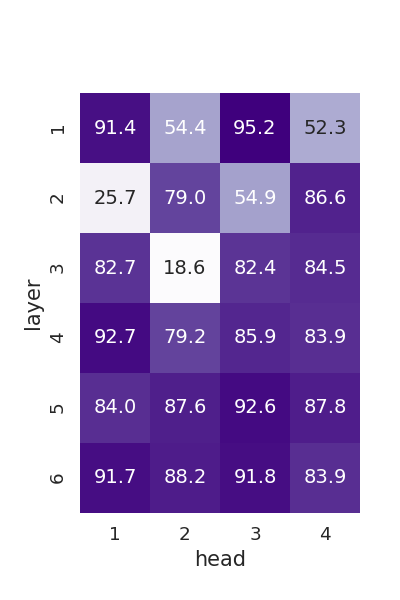 1 91.4 54.4 95.2 52.3
2 25.7 79.0 54.9 86.6
3 82.7 18.6 82.4 84.5
layer
4 92.7 79.2 85.9 83.9
5 84.0 87.6 92.6 87.8
6 91.7 88.2 91.8 83.9
1 2 3 4
head